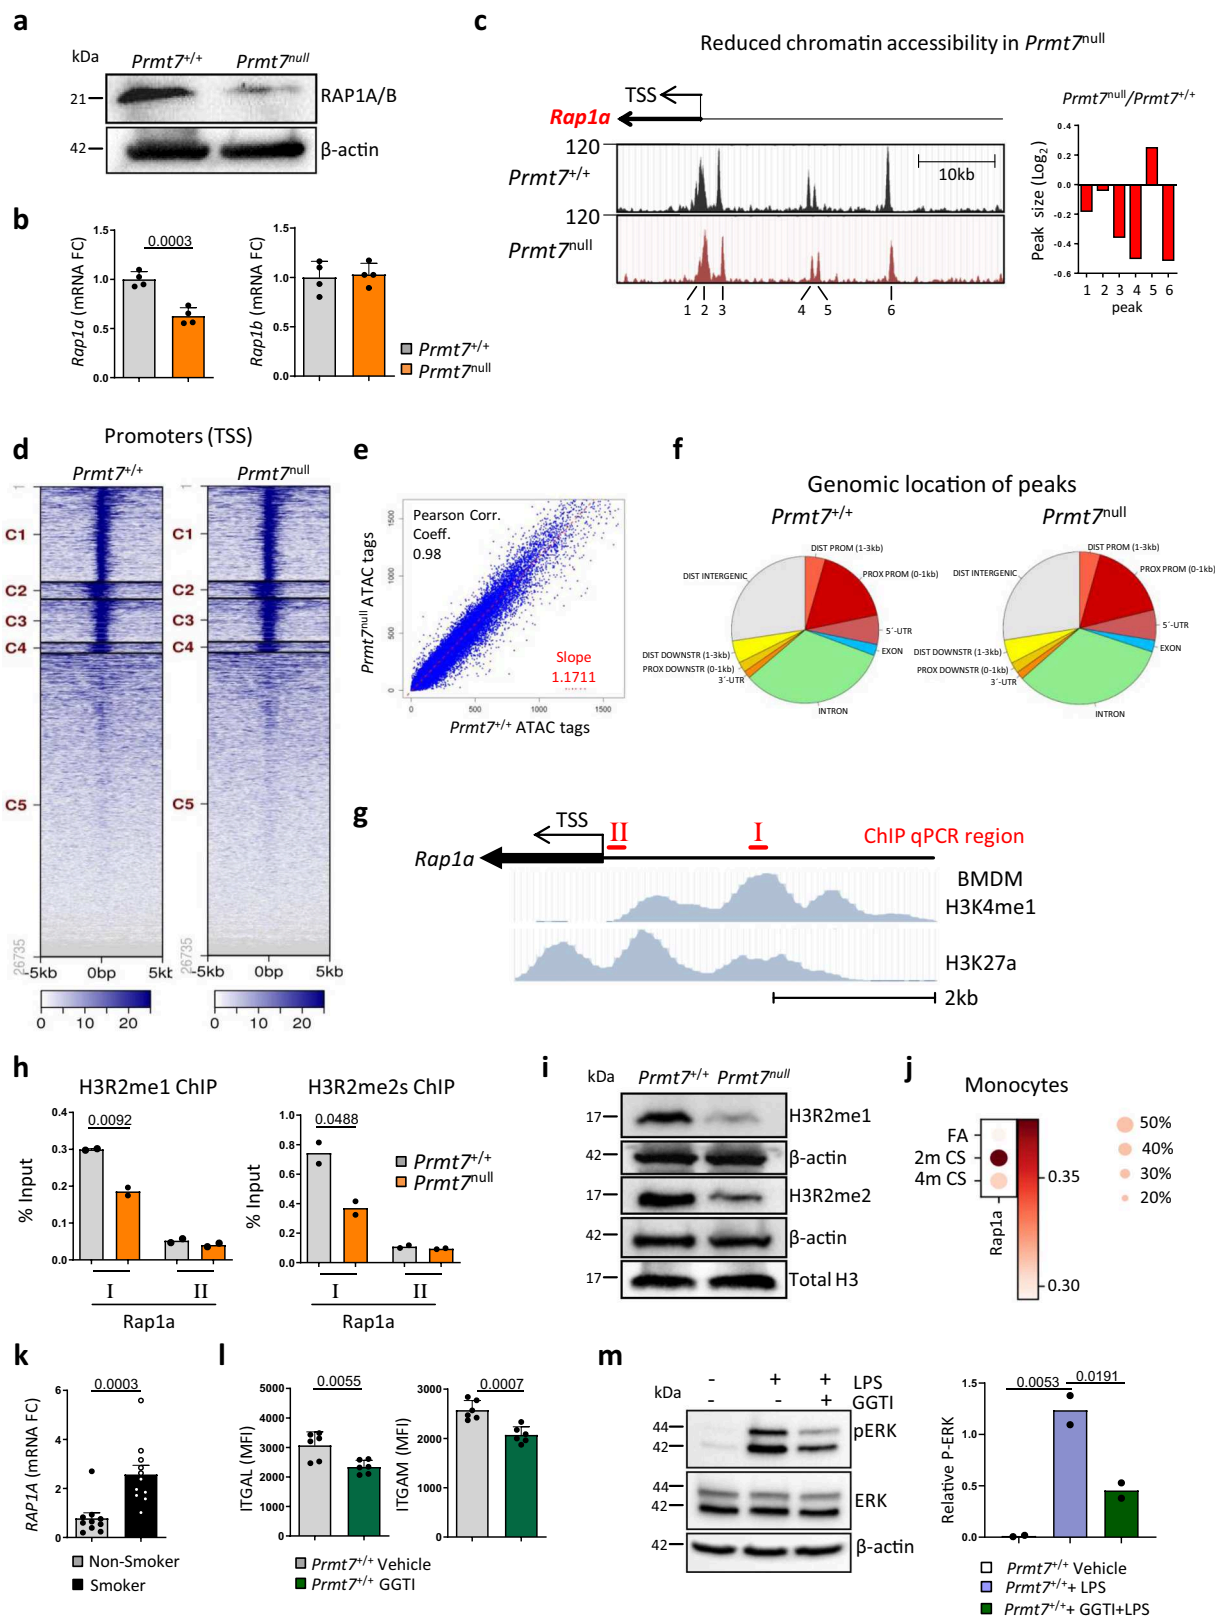 a
kDa
Prmt7+/+ Prmt7null
21
RAP1A/B
42
β-actin
b
Rap1a (mRNA FC)
1.5
1.0
0.5
0.0
0.0003
Rap1b (mRNA FC)
1.5
1.0
0.5
0.0
Prmt7+/+
Prmt7null
c
Reduced chromatin accessibility in Prmt7null
TSS
Rap1a
120
Prmt7+/+
10kb
120
Prmt7null
1 2 3 4 5 6
Prmt7null/Prmt7+/+
Peak size (Log2)
0.4
0.2
0.0
-0.2
-0.4
-0.6
1 2 3 4 5 6
peak
d
Promoters (TSS)
Prmt7+/+ Prmt7null
1 1
C1 C1
C2 C2
C3 C3
C4 C4
C5 C5
26735 26735
-5kb 0bp 5kb -5kb 0bp 5kb
0 10 20 0 10 20
e
Pearson Corr.
Coeff.
0.98
Slope
1.1711
Prmt7null ATAC tags
1500
1000
500
0
0 500 1000 1500
Prmt7+/+ ATAC tags
f
Genomic location of peaks
Prmt7+/+ Prmt7null
DIST PROM (1-3kb)
PROX PROM (0-1kb)
5´-UTR
EXON
INTRON
3´-UTR
PROX DOWNSTR (0-1kb)
DIST DOWNSTR (1-3kb)
DIST INTERGENIC
DIST PROM (1-3kb)
PROX PROM (0-1kb)
5´-UTR
EXON
INTRON
3´-UTR
PROX DOWNSTR (0-1kb)
DIST DOWNSTR (1-3kb)
DIST INTERGENIC
g
TSS
II I ChIP qPCR region
Rap1a
BMDM
H3K4me1
H3K27a
2kb
h
H3R2me1 ChIP
% Input
0.4
0.3
0.2
0.1
0.0
0.0092
I II
Rap1a
H3R2me2s ChIP
% Input
1.0
0.8
0.6
0.4
0.2
0.0
0.0488
I II
Rap1a
Prmt7+/+
Prmt7null
i
kDa Prmt7+/+ Prmt7null
17 H3R2me1
42 β-actin
17 H3R2me2
42 β-actin
17 Total H3
j
Monocytes
FA
2m CS
4m CS
Rap1a
0.35
0.30
50%
40%
30%
20%
k
RAP1A (mRNA FC)
6
4
2
0
0.0003
Non-Smoker
Smoker
l
ITGAL (MFI)
5000
4000
3000
2000
1000
0
0.0055
ITGAM (MFI)
3000
2000
1000
0
0.0007
Prmt7+/+ Vehicle
Prmt7+/+ GGTI
m
- + + LPS
- - + GGTI
kDa
44
42
pERK
44
42
ERK
42
β-actin
Relative P-ERK
1.5
1.0
0.5
0.0
0.0053
0.0191
Prmt7+/+ Vehicle
Prmt7+/++ LPS
Prmt7+/++ GGTI+LPS